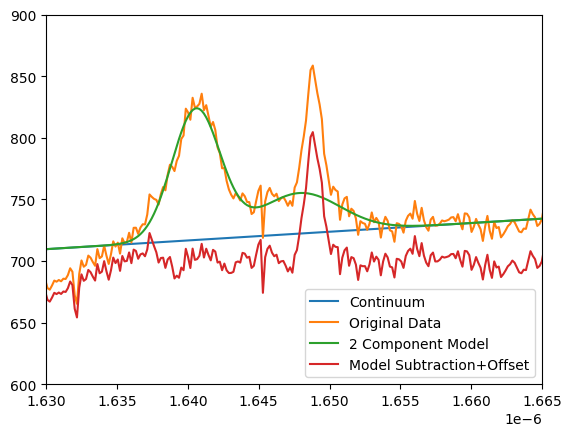 900
850
800
750
700
650
600
Continuum
Original Data
2 Component Model
Model Subtraction+Offset
1.630 1.635 1.640 1.645 1.650 1.655 1.660 1.665
1e−6